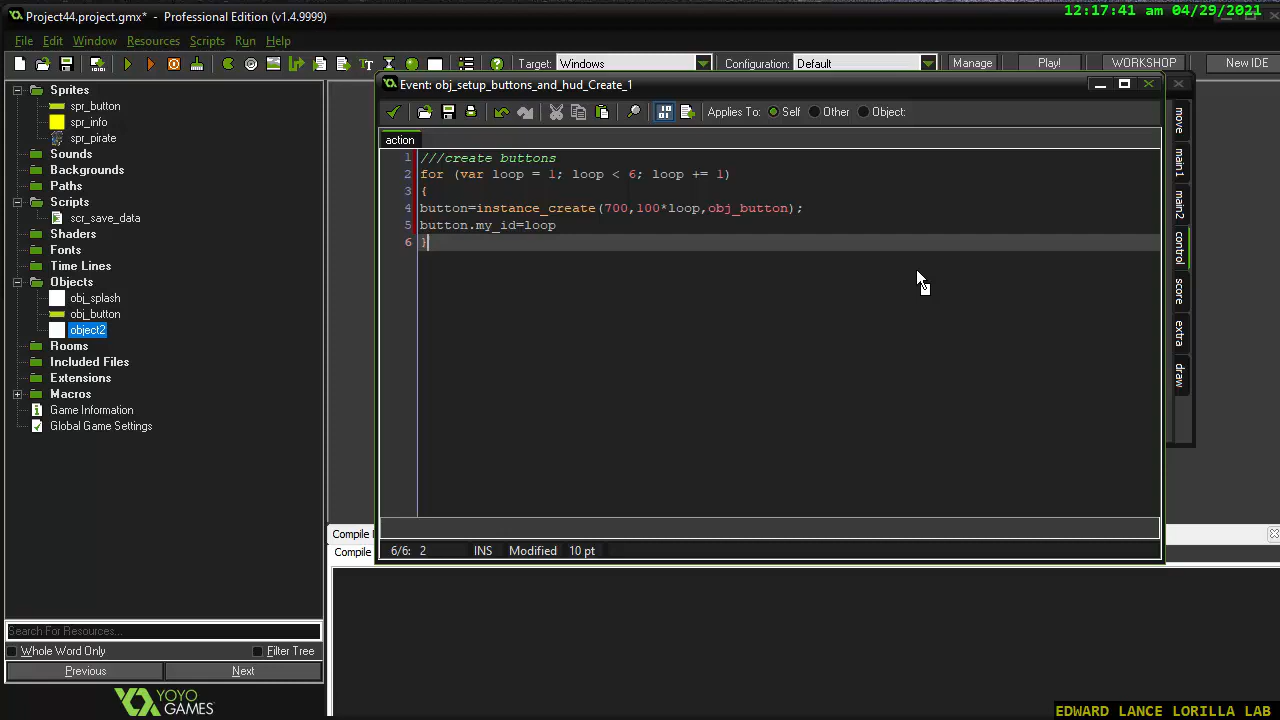 Project44.project.gmx* - Professional Edition (v1.4.9999)
12:17:41 am 04/29/2021
File Edit Window Resources Scripts Run Help
Target: Windows
Configuration: Default
Manage
Play!
WORKSHOP
New IDE
Sprites
spr_button
spr_info
spr_pirate
Sounds
Backgrounds
Paths
Scripts
scr_save_data
Shaders
Fonts
Time Lines
Objects
obj_splash
obj_button
object2
Rooms
Included Files
Extensions
Macros
Game Information
Global Game Settings
Search For Resources...
Whole Word Only
Filter Tree
Previous
Next
YOYO
GAMES
Event: obj_setup_buttons_and_hud_Create_1
Applies To: Self Other Object:
action
1 ///create buttons
2 for (var loop = 1; loop < 6; loop += 1)
3 {
4 button=instance_create(700,100*loop,obj_button);
5 button.my_id=loop
6 }
6/6: 2 INS Modified 10 pt
move
main1
main2
control
score
extra
draw
Compile
Compile
EDWARD LANCE LORILLA LAB